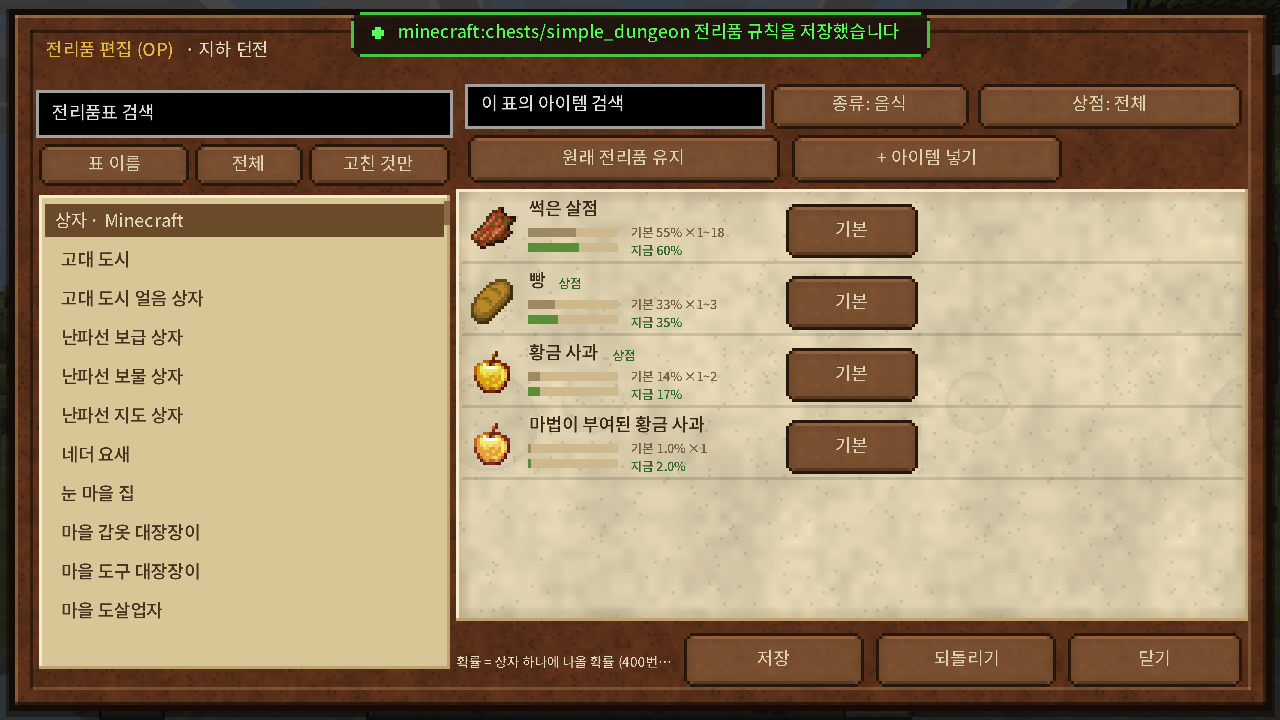 minecraft:chests/simple_dungeon 전리품 규칙을 저장했습니다
전리품 편집 (OP) · 지하 던전
전리품표 검색
표 이름
전체
고친 것만
상자 · Minecraft
고대 도시
고대 도시 얼음 상자
난파선 보급 상자
난파선 보물 상자
난파선 지도 상자
네더 요새
눈 마을 집
마을 갑옷 대장장이
마을 도구 대장장이
마을 도살업자
이 표의 아이템 검색
종류: 음식
상점: 전체
원래 전리품 유지
+ 아이템 넣기
썩은 살점
기본 55% ×1~18
지금 60%
기본
빵 상점
기본 33% ×1~3
지금 35%
기본
황금 사과 상점
기본 14% ×1~2
지금 17%
기본
마법이 부여된 황금 사과
기본 1.0% ×1
지금 2.0%
기본
확률 = 상자 하나에 나올 확률 (400번…
저장
되돌리기
닫기